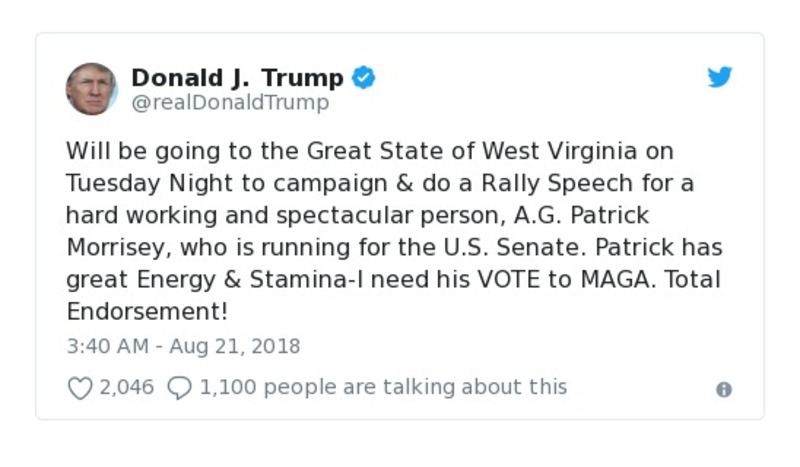 Donald J. Trump
@realDonaldTrump
Will be going to the Great State of West Virginia on
Tuesday Night to campaign & do a Rally Speech for a
hard working and spectacular person, A.G. Patrick
Morrisey, who is running for the U.S. Senate. Patrick has
great Energy & Stamina-I need his VOTE to MAGA. Total
Endorsement!
3:40 AM - Aug 21, 2018
2,046 1,100 people are talking about this